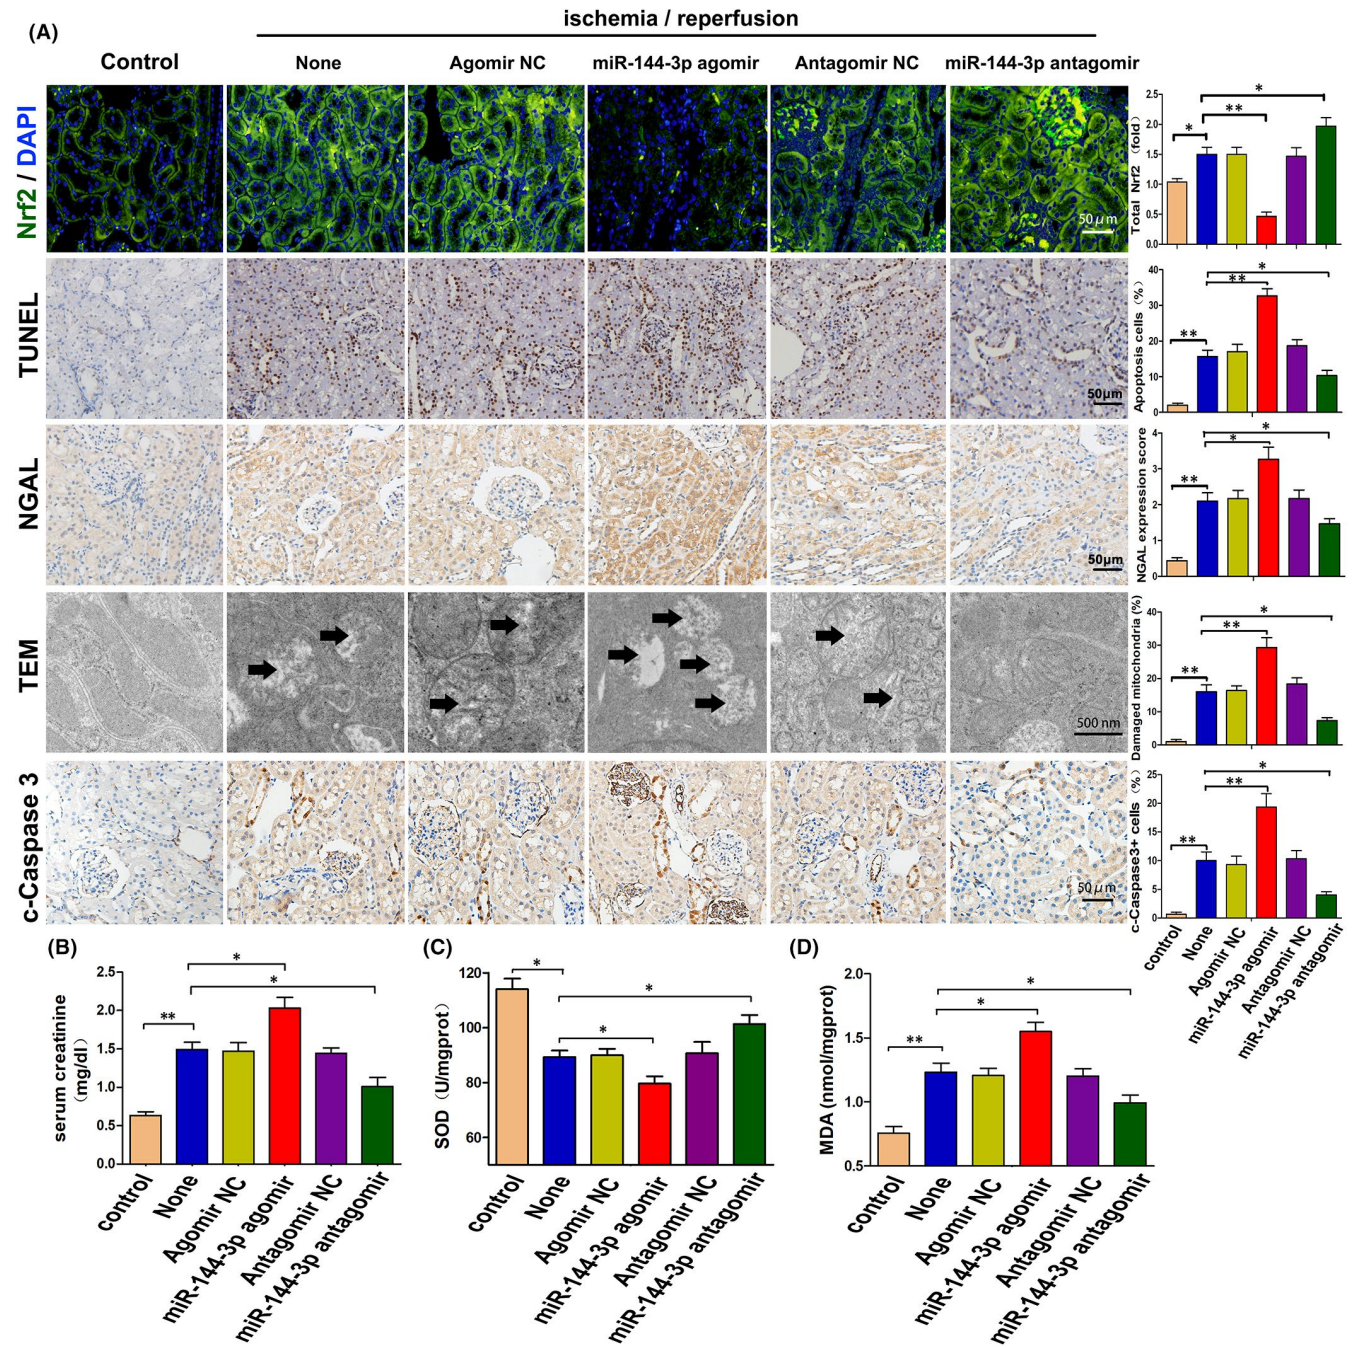 (A)
ischemia / reperfusion
Control
None
Agomir NC
miR-144-3p agomir
Antagomir NC
miR-144-3p antagomir
Nrf2 / DAPI
50μm
Total Nrf2 (fold)
2.5
2.0
1.5
1.0
0.5
0.0
*
**
*
TUNEL
50μm
Apoptosis cells (%)
40
30
20
10
0
**
**
*
NGAL
50μm
NGAL expression score
4
3
2
1
0
**
*
*
TEM
500 nm
Damaged mitochondria (%)
40
30
20
10
0
**
**
*
c-Caspase 3
50μm
c-Caspase3+ cells (%)
25
20
15
10
5
0
**
**
*
control
None
Agomir NC
miR-144-3p agomir
Antagomir NC
miR-144-3p antagomir
(B)
serum creatinine
(mg/dl)
2.5
2.0
1.5
1.0
0.5
0.0
**
*
*
control
None
Agomir NC
miR-144-3p agomir
Antagomir NC
miR-144-3p antagomir
(C)
SOD (U/mgprot)
120
100
80
60
*
*
*
control
None
Agomir NC
miR-144-3p agomir
Antagomir NC
miR-144-3p antagomir
(D)
MDA (nmol/mgprot)
2.0
1.5
1.0
0.5
**
*
*
control
None
Agomir NC
miR-144-3p agomir
Antagomir NC
miR-144-3p antagomir